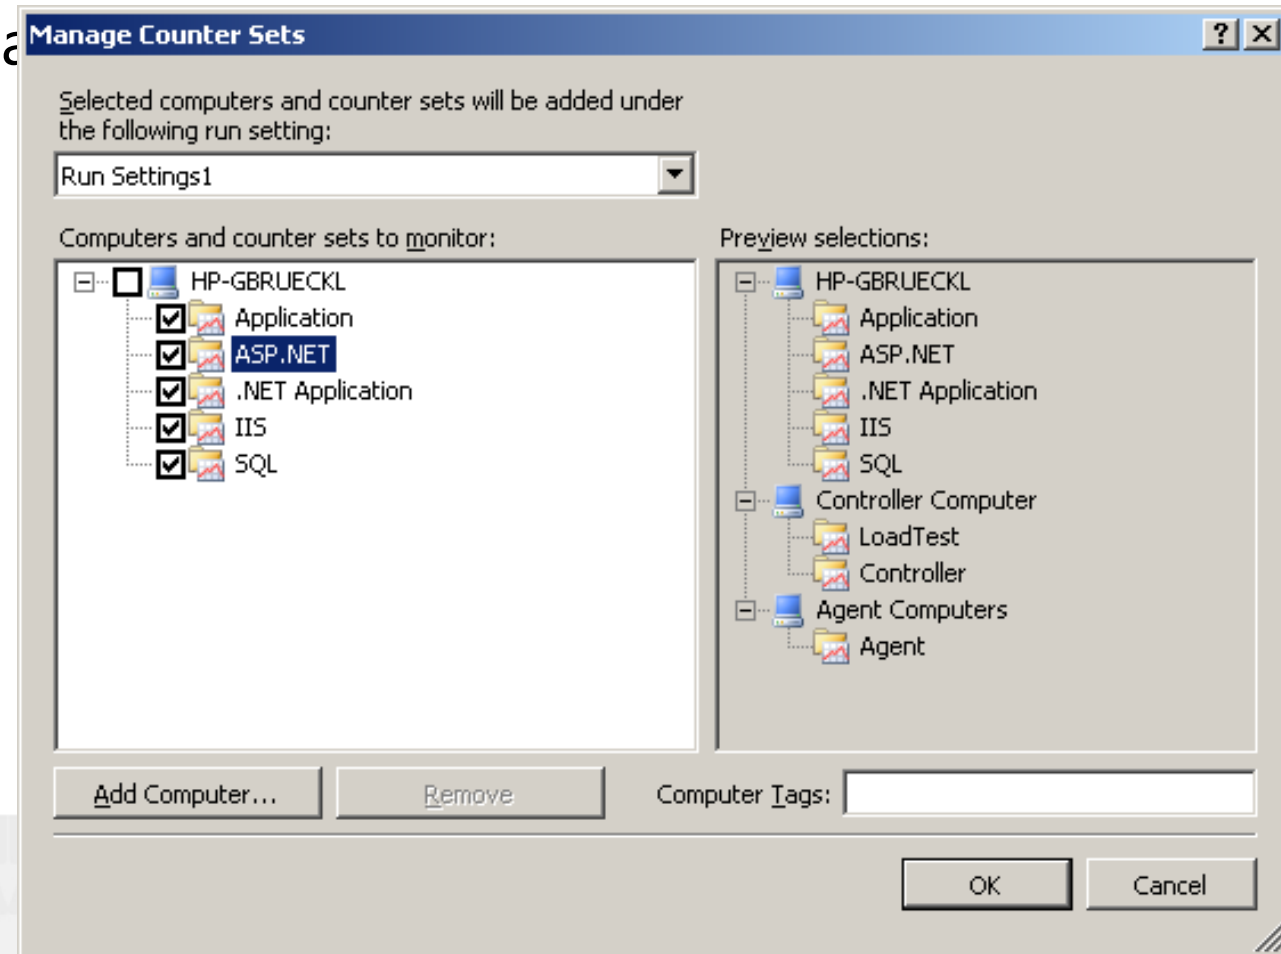 Manage Counter Sets
Selected computers and counter sets will be added under
the following run setting:
Run Settings1
Computers and counter sets to monitor:
HP-GBRUECKL
Application
ASP.NET
.NET Application
IIS
SQL
Preview selections:
HP-GBRUECKL
Application
ASP.NET
.NET Application
IIS
SQL
Controller Computer
LoadTest
Controller
Agent Computers
Agent
Add Computer...
Remove
Computer Tags:
OK
Cancel